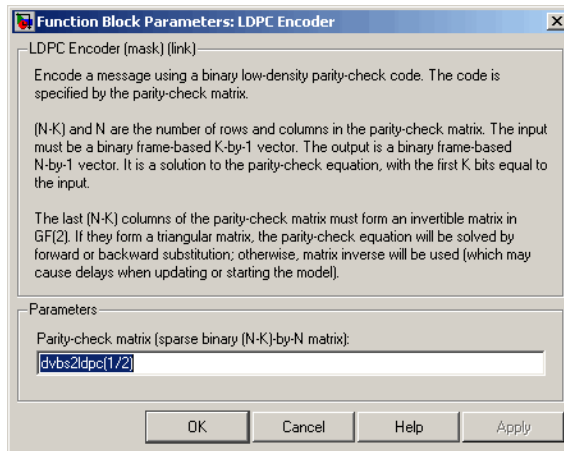 Function Block Parameters: LDPC Encoder
LDPC Encoder (mask) (link)
Encode a message using a binary low-density parity-check code. The code is
specified by the parity-check matrix.
(N-K) and N are the number of rows and columns in the parity-check matrix. The input
must be a binary frame-based K-by-1 vector. The output is a binary frame-based
N-by-1 vector. It is a solution to the parity-check equation, with the first K bits equal to
the input.
The last (N-K) columns of the parity-check matrix must form an invertible matrix in
GF(2). If they form a triangular matrix, the parity-check equation will be solved by
forward or backward substitution; otherwise, matrix inverse will be used (which may
cause delays when updating or starting the model).
Parameters
Parity-check matrix (sparse binary (N-K)-by-N matrix):
dvbs2ldpc(1/2)
OK Cancel Help Apply